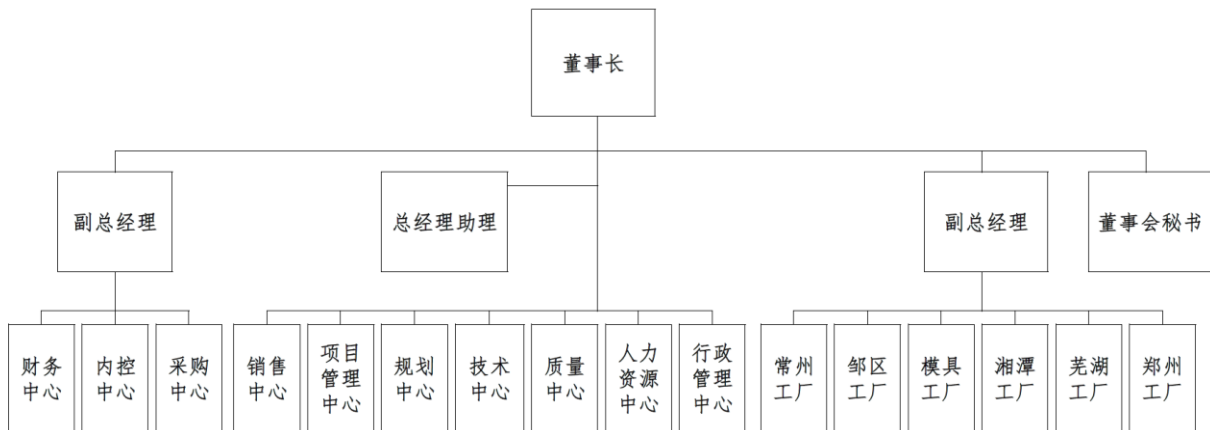 董事长
副总经理
总经理助理
副总经理
董事会秘书
财务
中心
内控
中心
采购
中心
销售
中心
项目
管理
中心
规划
中心
技术
中心
质量
中心
人力
资源
中心
行政
管理
中心
常州
工厂
邹区
工厂
模具
工厂
湘潭
工厂
芜湖
工厂
郑州
工厂